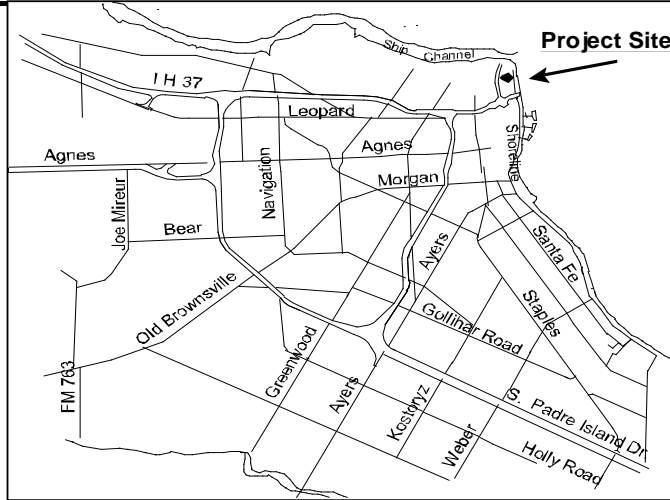 Project Site
Ship Channel
I H 37
Leopard
Shoreline
Agnes
Agnes
Navigation
Morgan
Joe Mireur
Bear
Ayers
Santa Fe
Staples
Old Brownsville
Gollihar Road
Greenwood
FM 763
Ayers
Kostoryz
Weber
S. Padre Island Dr.
Holly Road